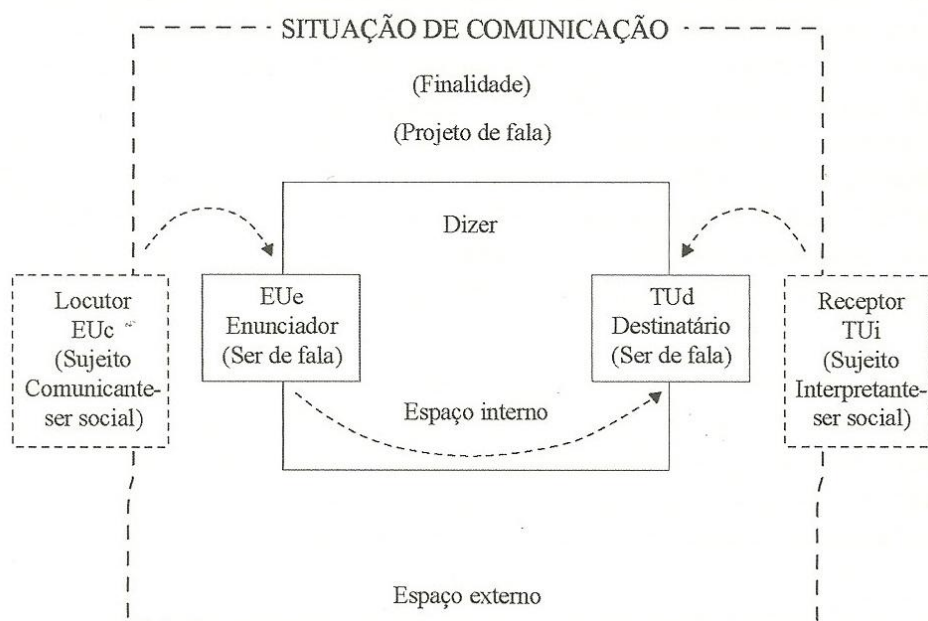 SITUAÇÃO DE COMUNICAÇÃO
(Finalidade)
(Projeto de fala)
Dizer
Locutor
EUc
(Sujeito
Comunicante-
ser social)
EUe
Enunciador
(Ser de fala)
TUd
Destinatário
(Ser de fala)
Receptor
TUi
(Sujeito
Interpretante-
ser social)
Espaço interno
Espaço externo